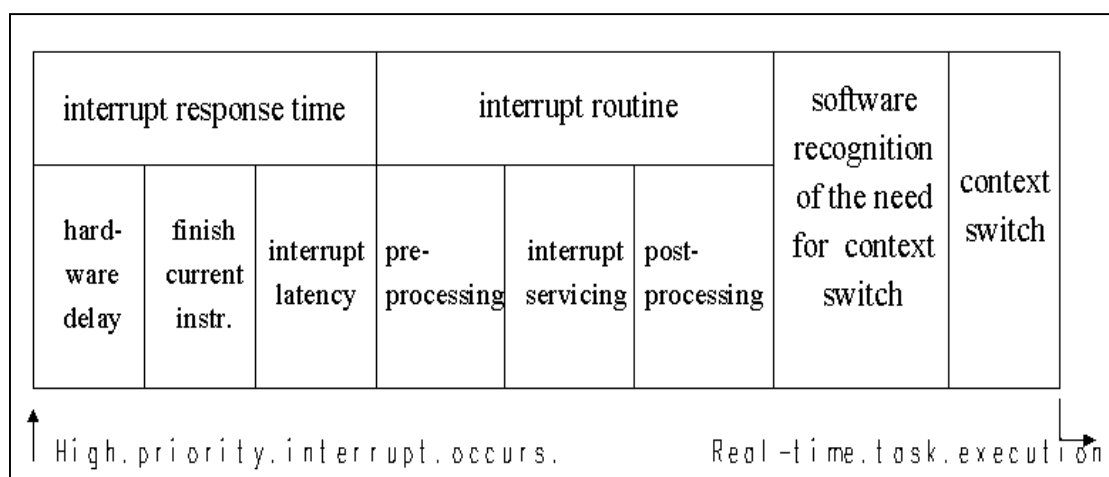 interrupt response time
interrupt routine
software
recognition
of the need
for context
switch
context
switch
hard-
ware
delay
finish
current
instr.
interrupt
latency
pre-
processing
interrupt
servicing
post-
processing
High.priority.interrupt.occurs.
Real-time.task.execution